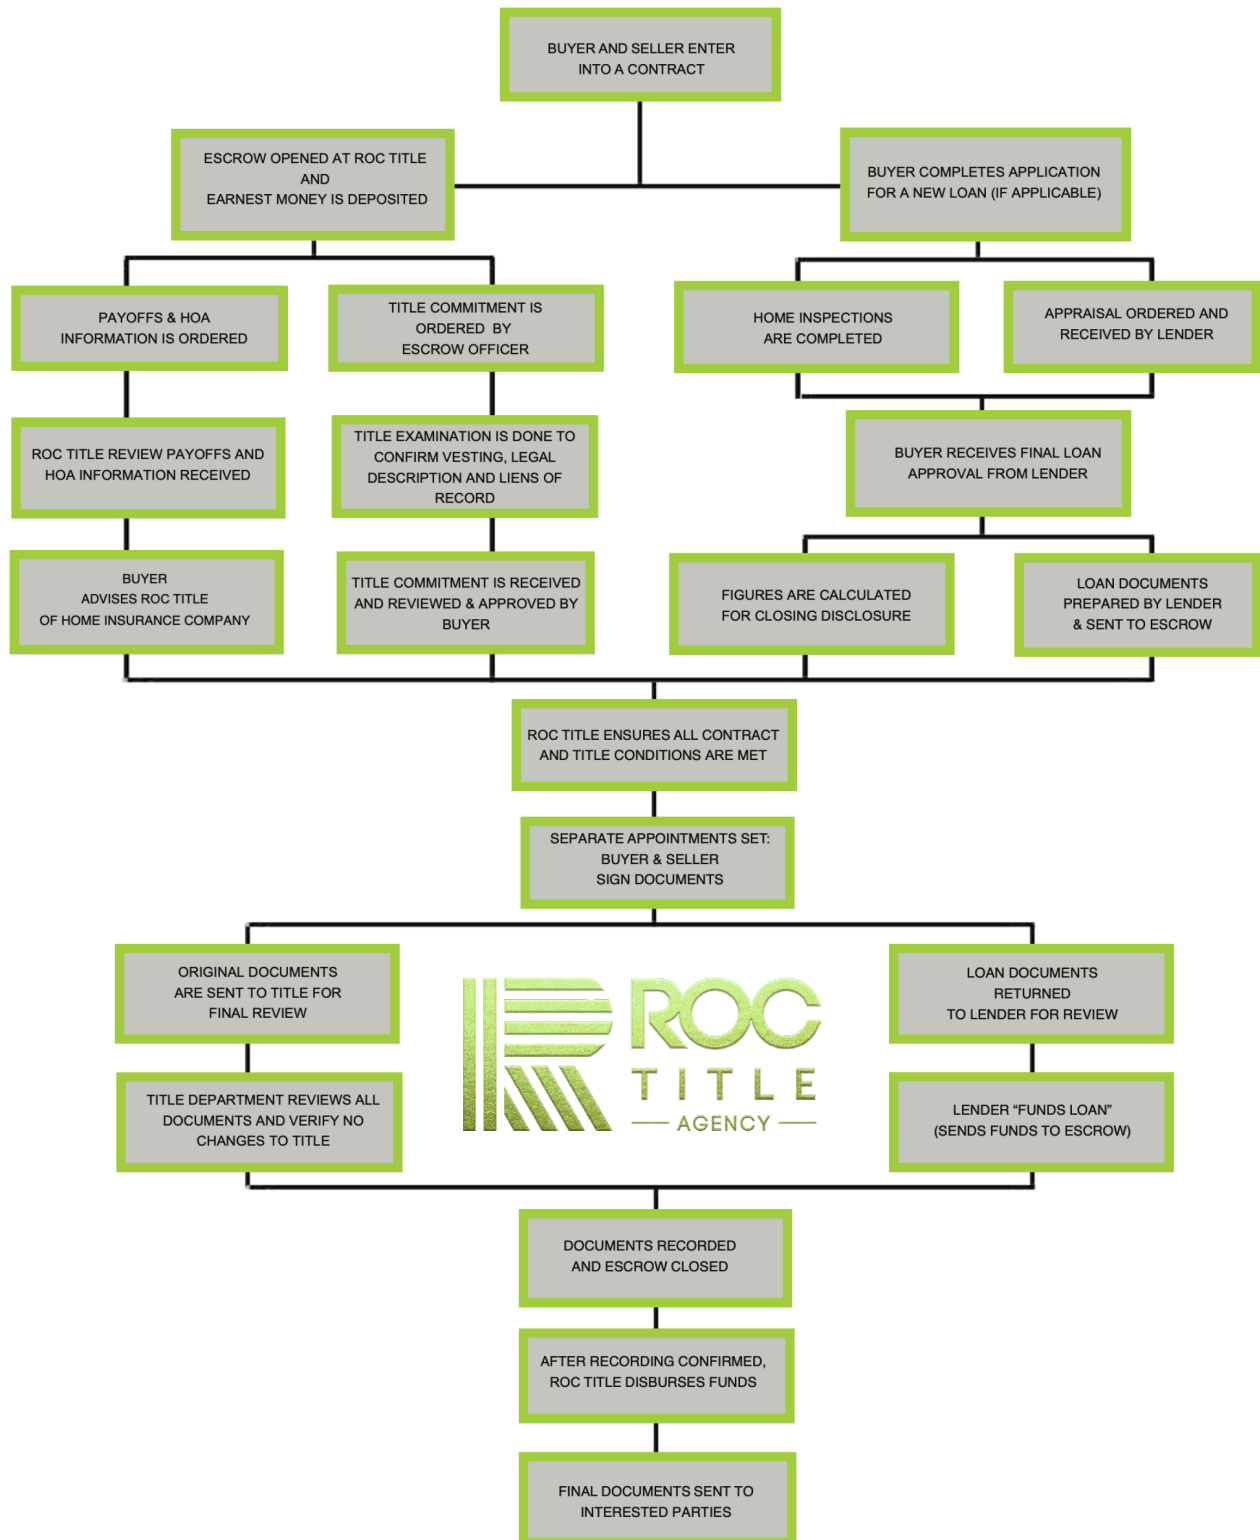 BUYER AND SELLER ENTER
INTO A CONTRACT
ESCROW OPENED AT ROC TITLE
AND
EARNEST MONEY IS DEPOSITED
BUYER COMPLETES APPLICATION
FOR A NEW LOAN (IF APPLICABLE)
PAYOFFS & HOA
INFORMATION IS ORDERED
TITLE COMMITMENT IS
ORDERED BY
ESCROW OFFICER
HOME INSPECTIONS
ARE COMPLETED
APPRAISAL ORDERED AND
RECEIVED BY LENDER
ROC TITLE REVIEW PAYOFFS AND
HOA INFORMATION RECEIVED
TITLE EXAMINATION IS DONE TO
CONFIRM VESTING, LEGAL
DESCRIPTION AND LIENS OF
RECORD
BUYER RECEIVES FINAL LOAN
APPROVAL FROM LENDER
BUYER
ADVISES ROC TITLE
OF HOME INSURANCE COMPANY
TITLE COMMITMENT IS RECEIVED
AND REVIEWED & APPROVED BY
BUYER
FIGURES ARE CALCULATED
FOR CLOSING DISCLOSURE
LOAN DOCUMENTS
PREPARED BY LENDER
& SENT TO ESCROW
ROC TITLE ENSURES ALL CONTRACT
AND TITLE CONDITIONS ARE MET
SEPARATE APPOINTMENTS SET:
BUYER & SELLER
SIGN DOCUMENTS
ORIGINAL DOCUMENTS
ARE SENT TO TITLE FOR
FINAL REVIEW
ROC
TITLE
AGENCY
LOAN DOCUMENTS
RETURNED
TO LENDER FOR REVIEW
TITLE DEPARTMENT REVIEWS ALL
DOCUMENTS AND VERIFY NO
CHANGES TO TITLE
LENDER “FUNDS LOAN”
(SENDS FUNDS TO ESCROW)
DOCUMENTS RECORDED
AND ESCROW CLOSED
AFTER RECORDING CONFIRMED,
ROC TITLE DISBURSES FUNDS
FINAL DOCUMENTS SENT TO
INTERESTED PARTIES